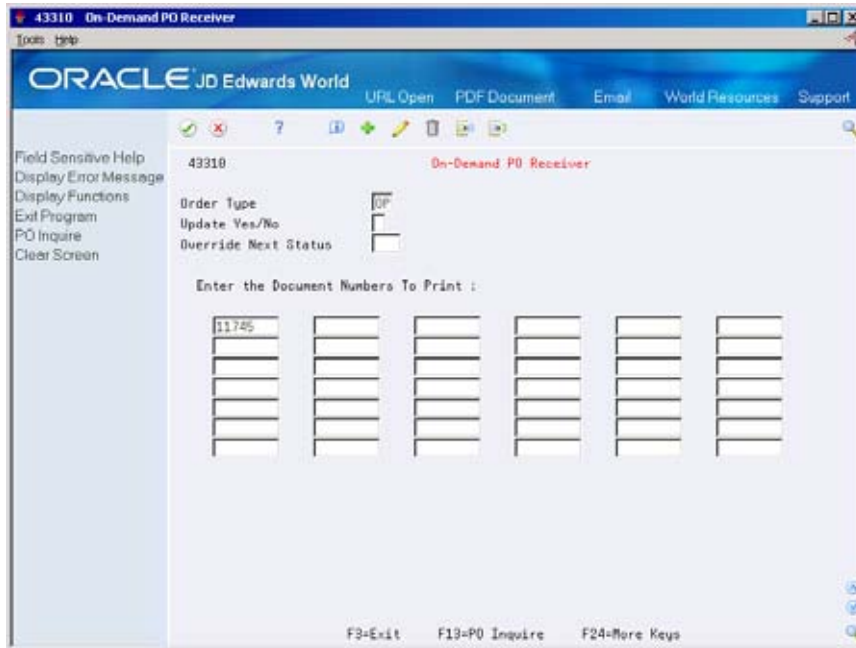 43310 On-Demand PO Receiver
Tools Help
ORACLE JD Edwards World
URL Open PDF Document Email World Resources Support
Field Sensitive Help
Display Error Message
Display Functions
Exit Program
PO Inquire
Clear Screen
43310 On-Demand PO Receiver
Order Type OP
Update Yes/No
Override Next Status
Enter the Document Numbers To Print :
11745
F3=Exit F13=PO Inquire F24=More Keys